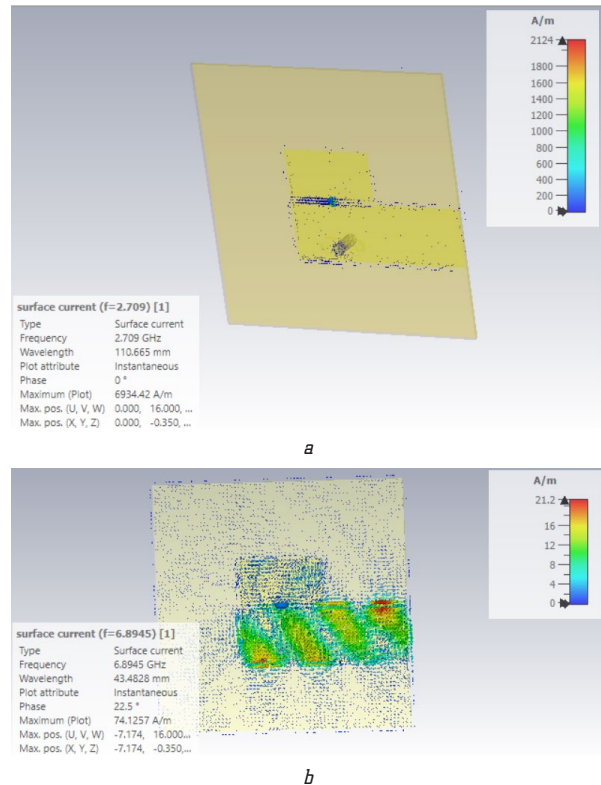 A/m
2124
1800
1600
1400
1200
1000
800
600
400
200
0
surface current (f=2.709) [1]
Type Surface current
Frequency 2.709 GHz
Wavelength 110.665 mm
Plot attribute Instantaneous
Phase 0 °
Maximum (Plot) 6934.42 A/m
Max. pos. (U, V, W) 0.000, 16.000, ...
Max. pos. (X, Y, Z) 0.000, -0.350, ...
a
A/m
21.2
16
12
8
4
0
surface current (f=6.8945) [1]
Type Surface current
Frequency 6.8945 GHz
Wavelength 43.4828 mm
Plot attribute Instantaneous
Phase 22.5 °
Maximum (Plot) 74.1257 A/m
Max. pos. (U, V, W) -7.174, 16.000...
Max. pos. (X, Y, Z) -7.174, -0.350,...
b